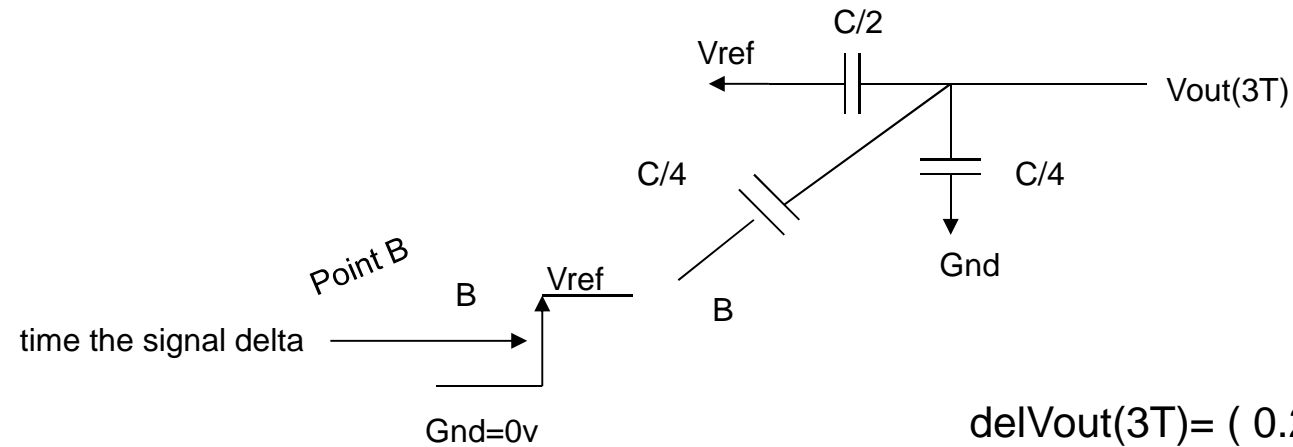 C/2
Vref
Vout(3T)
C/4
C/4
Gnd
Point B
B
Vref
B
time the signal delta
Gnd=0v
delVout(3T)= ( 0.